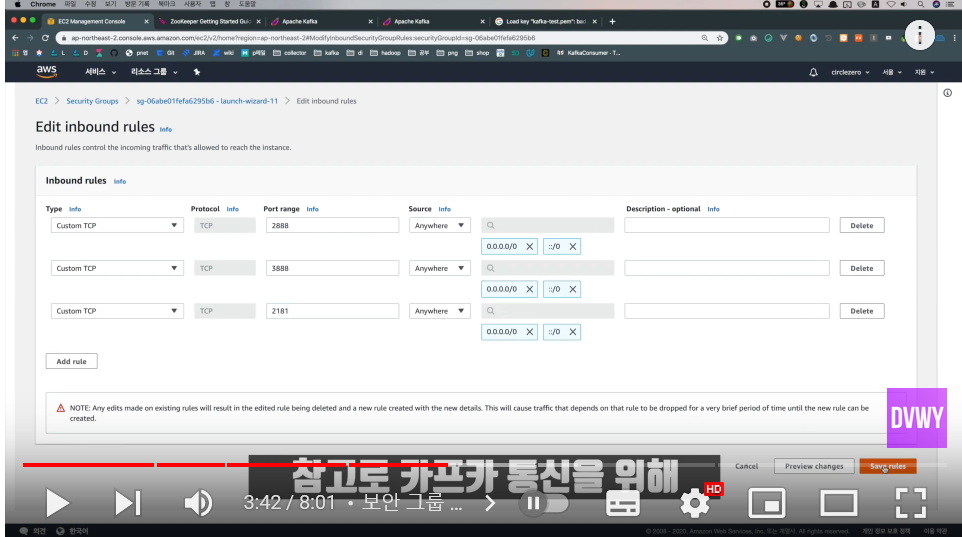 Chrome 파일 수정 보기 방문 기록 북마크 사용자 탭 창 도움말
EC2 Management Console
ZooKeeper Getting Started Guid
Apache Kafka
Apache Kafka
Load key "kafka-test.pem": bad
ap-northeast-2.console.aws.amazon.com/ec2/v2/home?region=ap-northeast-2#ModifyInboundSecurityGroupRules:securityGroupId=sg-06abe01fefa6295b6
L L D pnet Git JIRA wiki collector kafka di hadoop 공부 png shop KafkaConsumer - T...
aws 서비스 리소스 그룹 circlezero 서울 지원
EC2 > Security Groups > sg-06abe01fefa6295b6 - launch-wizard-11 > Edit inbound rules
Edit inbound rules Info
Inbound rules control the incoming traffic that's allowed to reach the instance.
Inbound rules Info
Type Info Protocol Info Port range Info Source Info Description - optional Info
Custom TCP TCP 2888 Anywhere Delete
0.0.0.0/0 ::/0
Custom TCP TCP 3888 Anywhere Delete
0.0.0.0/0 ::/0
Custom TCP TCP 2181 Anywhere Delete
0.0.0.0/0 ::/0
Add rule
NOTE: Any edits made on existing rules will result in the edited rule being deleted and a new rule created with the new details. This will cause traffic that depends on that rule to be dropped for a very brief period of time until the new rule can be
created.
DVWY
Cancel Preview changes Save rules
참고로 카프카 통신을 위해
3:42 / 8:01 • 보안 그룹 ... HD
의견 한국어 © 2008 - 2020, Amazon Web Services, Inc. 또는 계열사. All rights reserved. 개인 정보 보호 정책 이용 약관